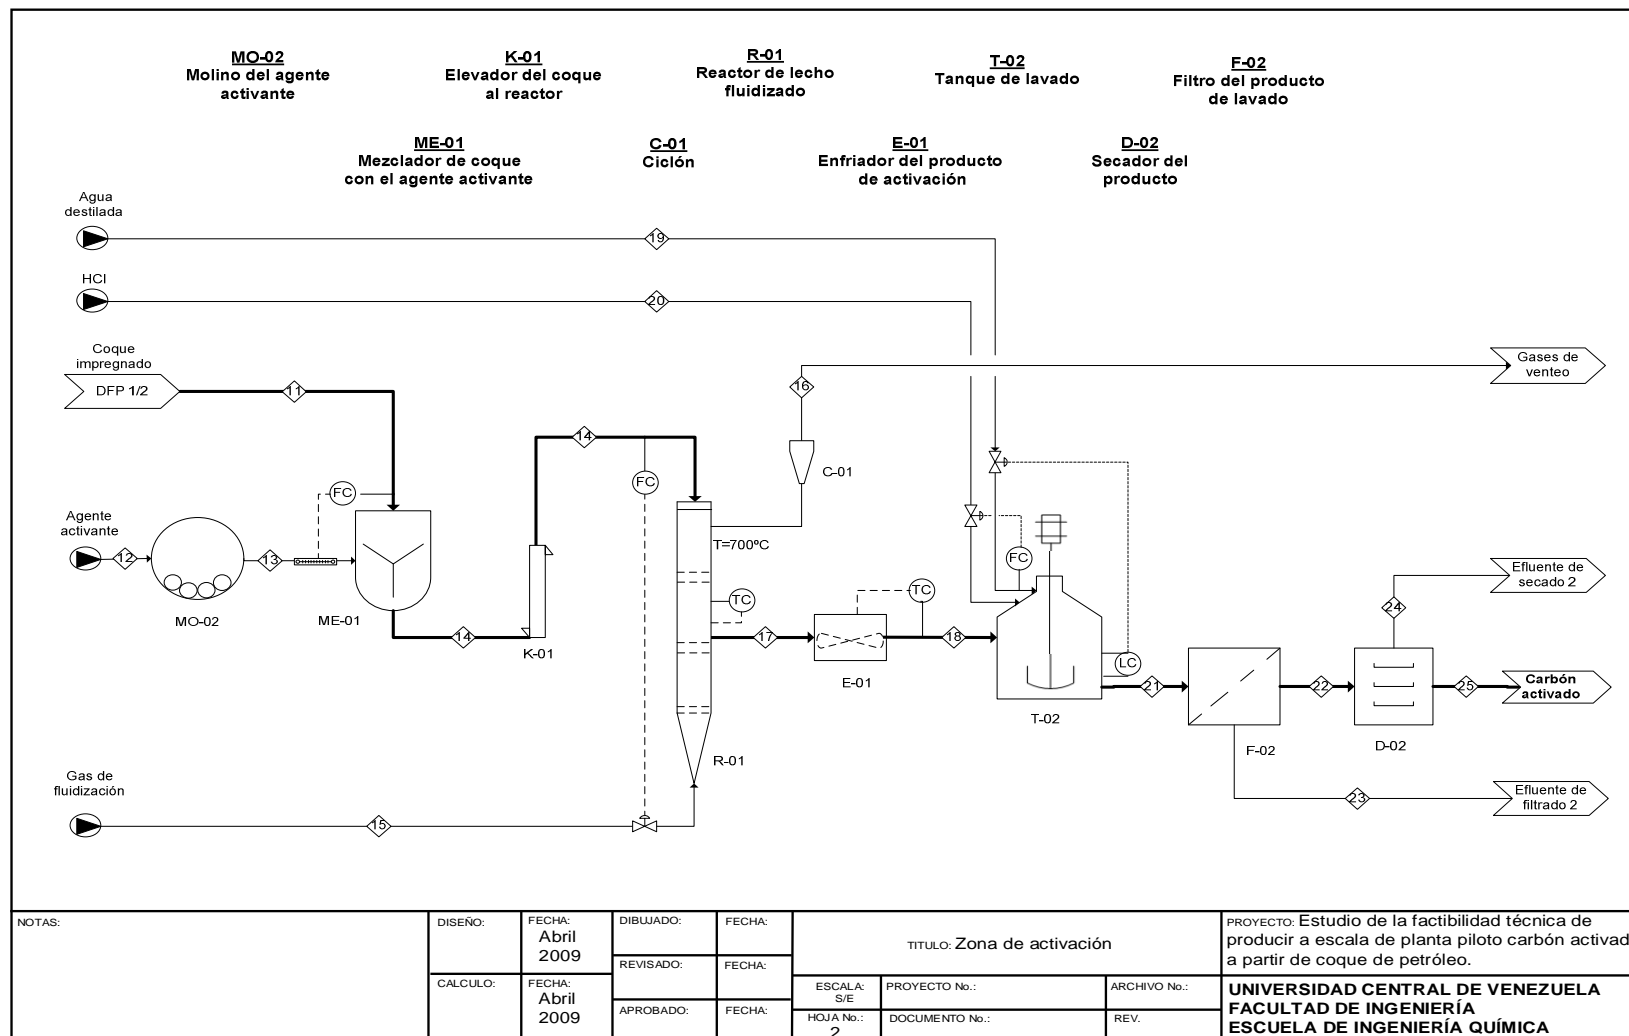 MO-02
Molino del agente
activante
K-01
Elevador del coque
al reactor
R-01
Reactor de lecho
fluidizado
T-02
Tanque de lavado
F-02
Filtro del producto
de lavado
ME-01
Mezclador de coque
con el agente activante
C-01
Ciclón
E-01
Enfriador del producto
de activación
D-02
Secador del
producto
Agua
destilada
19
HCl
20
Coque
impregnado
DFP 1/2
11
Gases de
venteo
16
14
C-01
FC
FC
Agente
activante
12
13
MO-02
ME-01
14
K-01
T=700ºC
TC
17
TC
18
E-01
FC
LC
T-02
21
22
Efluente de
secado 2
24
25
Carbón
activado
F-02
D-02
R-01
Gas de
fluidización
15
23
Efluente de
filtrado 2
NOTAS:
DISEÑO:
FECHA:
Abril
2009
DIBUJADO:
FECHA:
REVISADO:
FECHA:
CALCULO:
FECHA:
Abril
2009
APROBADO:
FECHA:
TITULO: Zona de activación
ESCALA:
S/E
PROYECTO No.:
ARCHIVO No.:
HOJA No.:
2
DOCUMENTO No.:
REV.
PROYECTO: Estudio de la factibilidad técnica de
producir a escala de planta piloto carbón activad
a partir de coque de petróleo.
UNIVERSIDAD CENTRAL DE VENEZUELA
FACULTAD DE INGENIERÍA
ESCUELA DE INGENIERÍA QUÍMICA